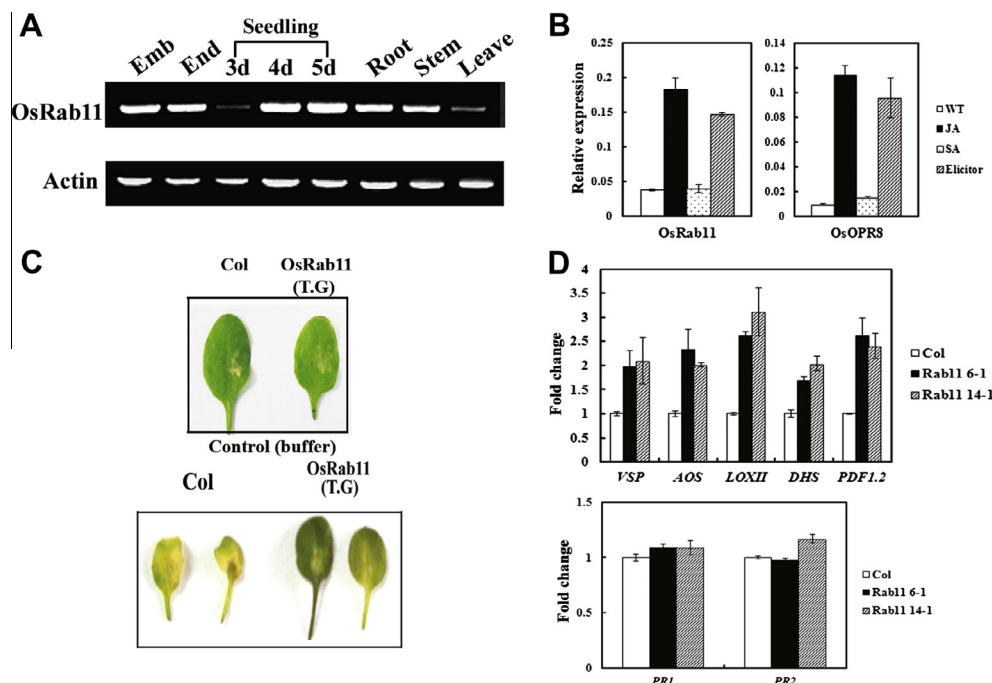 A
Seedling
Emb End 3d 4d 5d Root Stem Leave
OsRab11
Actin
B
Relative expression
0.25
0.2
0.15
0.1
0.05
0
OsRab11
0.14
0.12
0.1
0.08
0.06
0.04
0.02
0
OsOPR8
WT
JA
SA
Elicitor
C
Col OsRab11
(T.G)
Control (buffer)
Col OsRab11
(T.G)
D
Fold change
4
3.5
3
2.5
2
1.5
1
0.5
0
VSP AOS LOXII DHS PDF1.2
Col
Rab11 6-1
Rab11 14-1
Fold change
1.5
1
0.5
0
PR1 PR2
Col
Rab11 6-1
Rab11 14-1